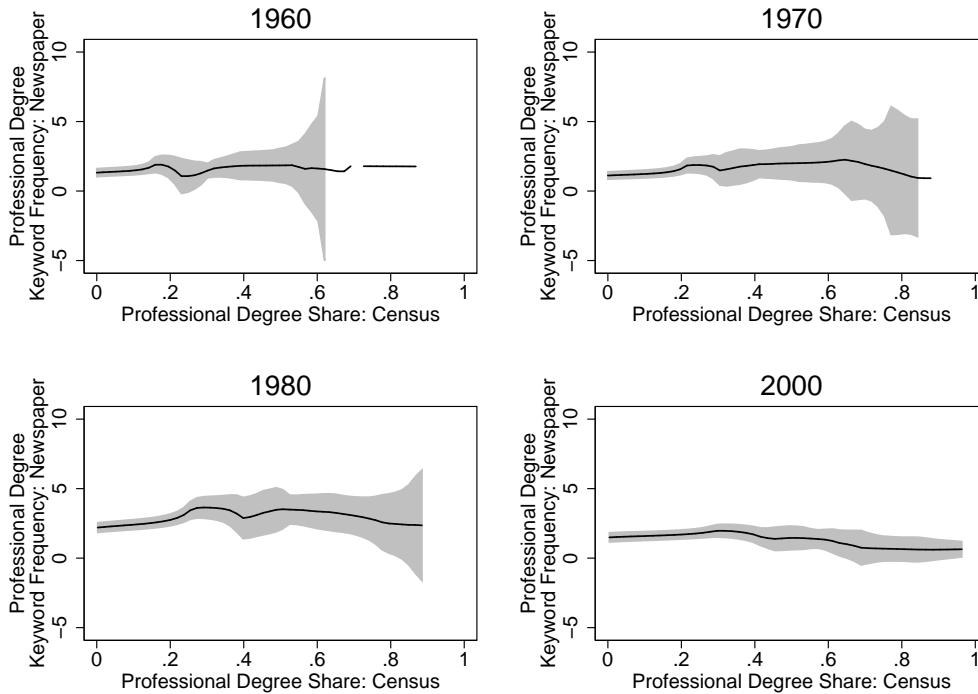 1960
Professional Degree
Keyword Frequency: Newspaper
10
5
0
−5
0 .2 .4 .6 .8 1
Professional Degree Share: Census
1970
Professional Degree
Keyword Frequency: Newspaper
10
5
0
−5
0 .2 .4 .6 .8 1
Professional Degree Share: Census
1980
Professional Degree
Keyword Frequency: Newspaper
10
5
0
−5
0 .2 .4 .6 .8 1
Professional Degree Share: Census
2000
Professional Degree
Keyword Frequency: Newspaper
10
5
0
−5
0 .2 .4 .6 .8 1
Professional Degree Share: Census